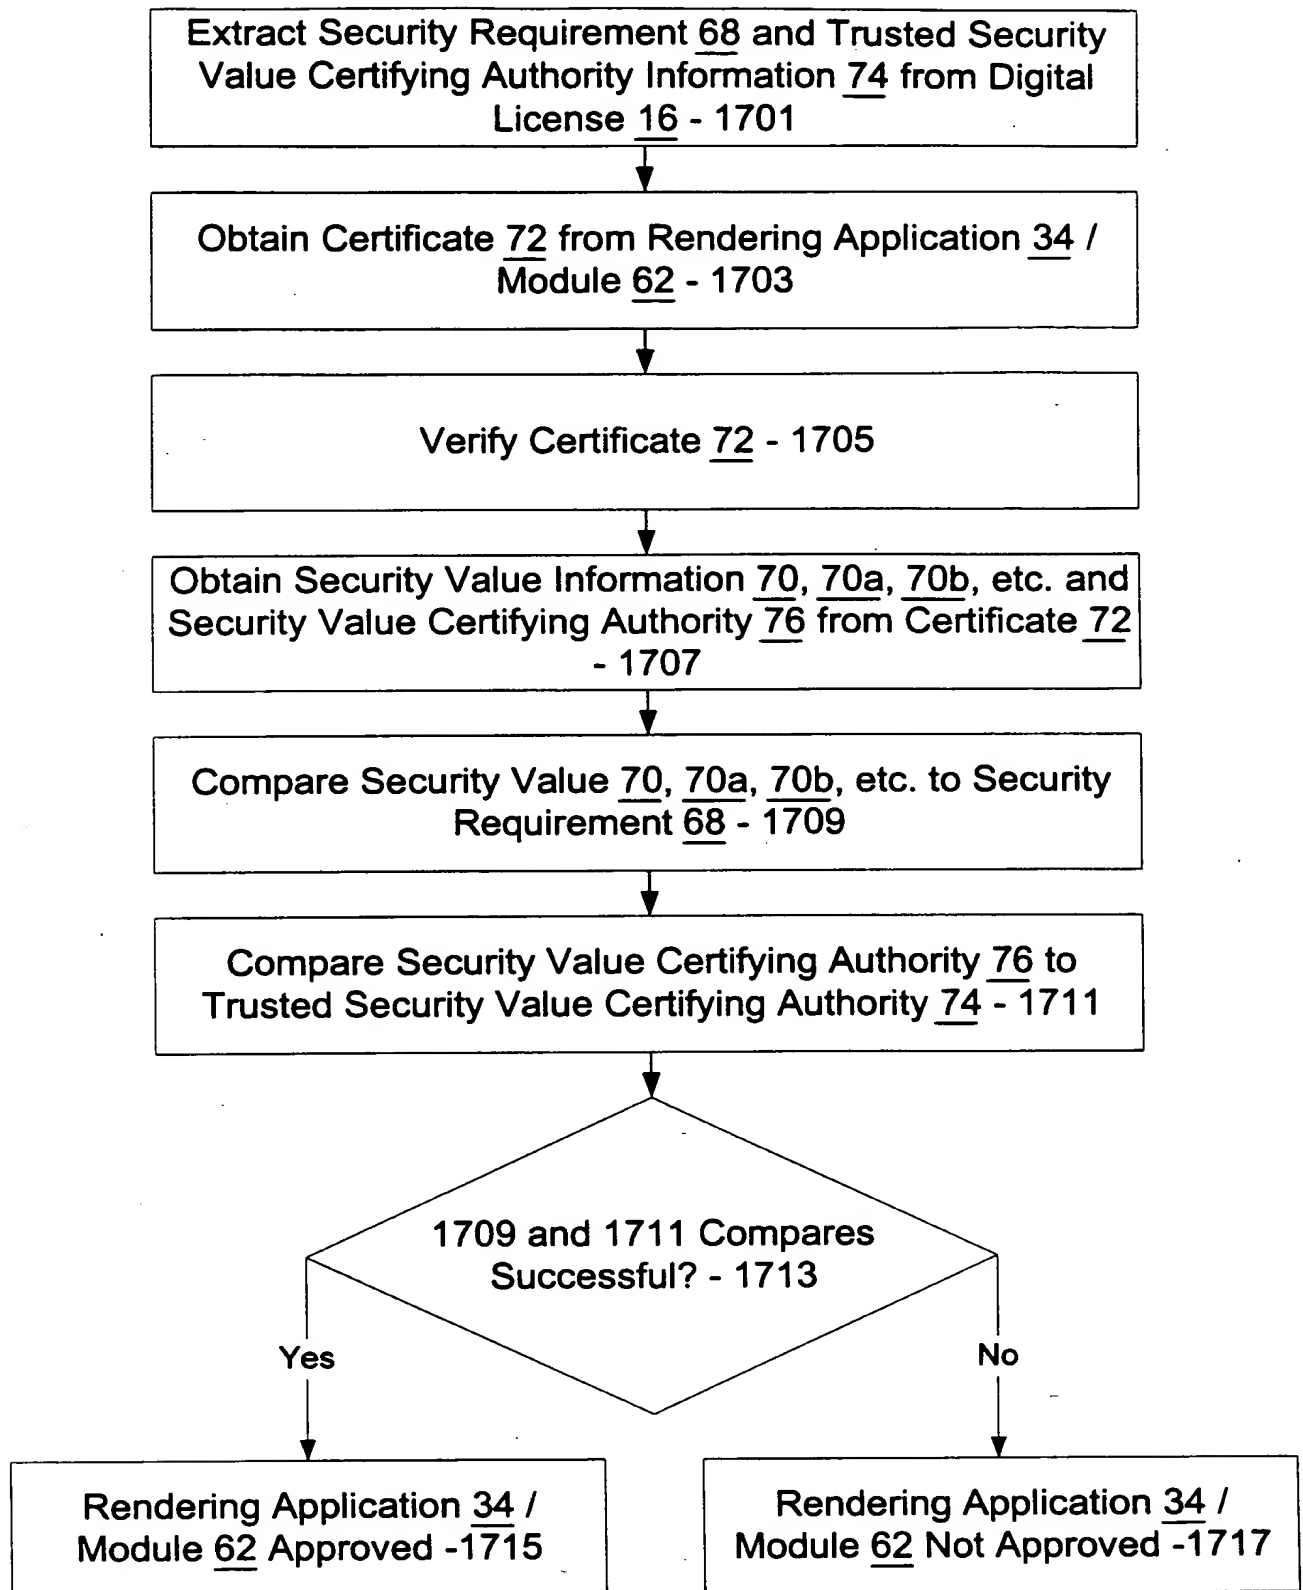 Extract Security Requirement 68 and Trusted Security
Value Certifying Authority Information 74 from Digital
License 16 - 1701
Obtain Certificate 72 from Rendering Application 34 /
Module 62 - 1703
Verify Certificate 72 - 1705
Obtain Security Value Information 70, 70a, 70b, etc. and
Security Value Certifying Authority 76 from Certificate 72
- 1707
Compare Security Value 70, 70a, 70b, etc. to Security
Requirement 68 - 1709
Compare Security Value Certifying Authority 76 to
Trusted Security Value Certifying Authority 74 - 1711
1709 and 1711 Compares
Successful? - 1713
Yes
No
Rendering Application 34 /
Module 62 Approved -1715
Rendering Application 34 /
Module 62 Not Approved -1717